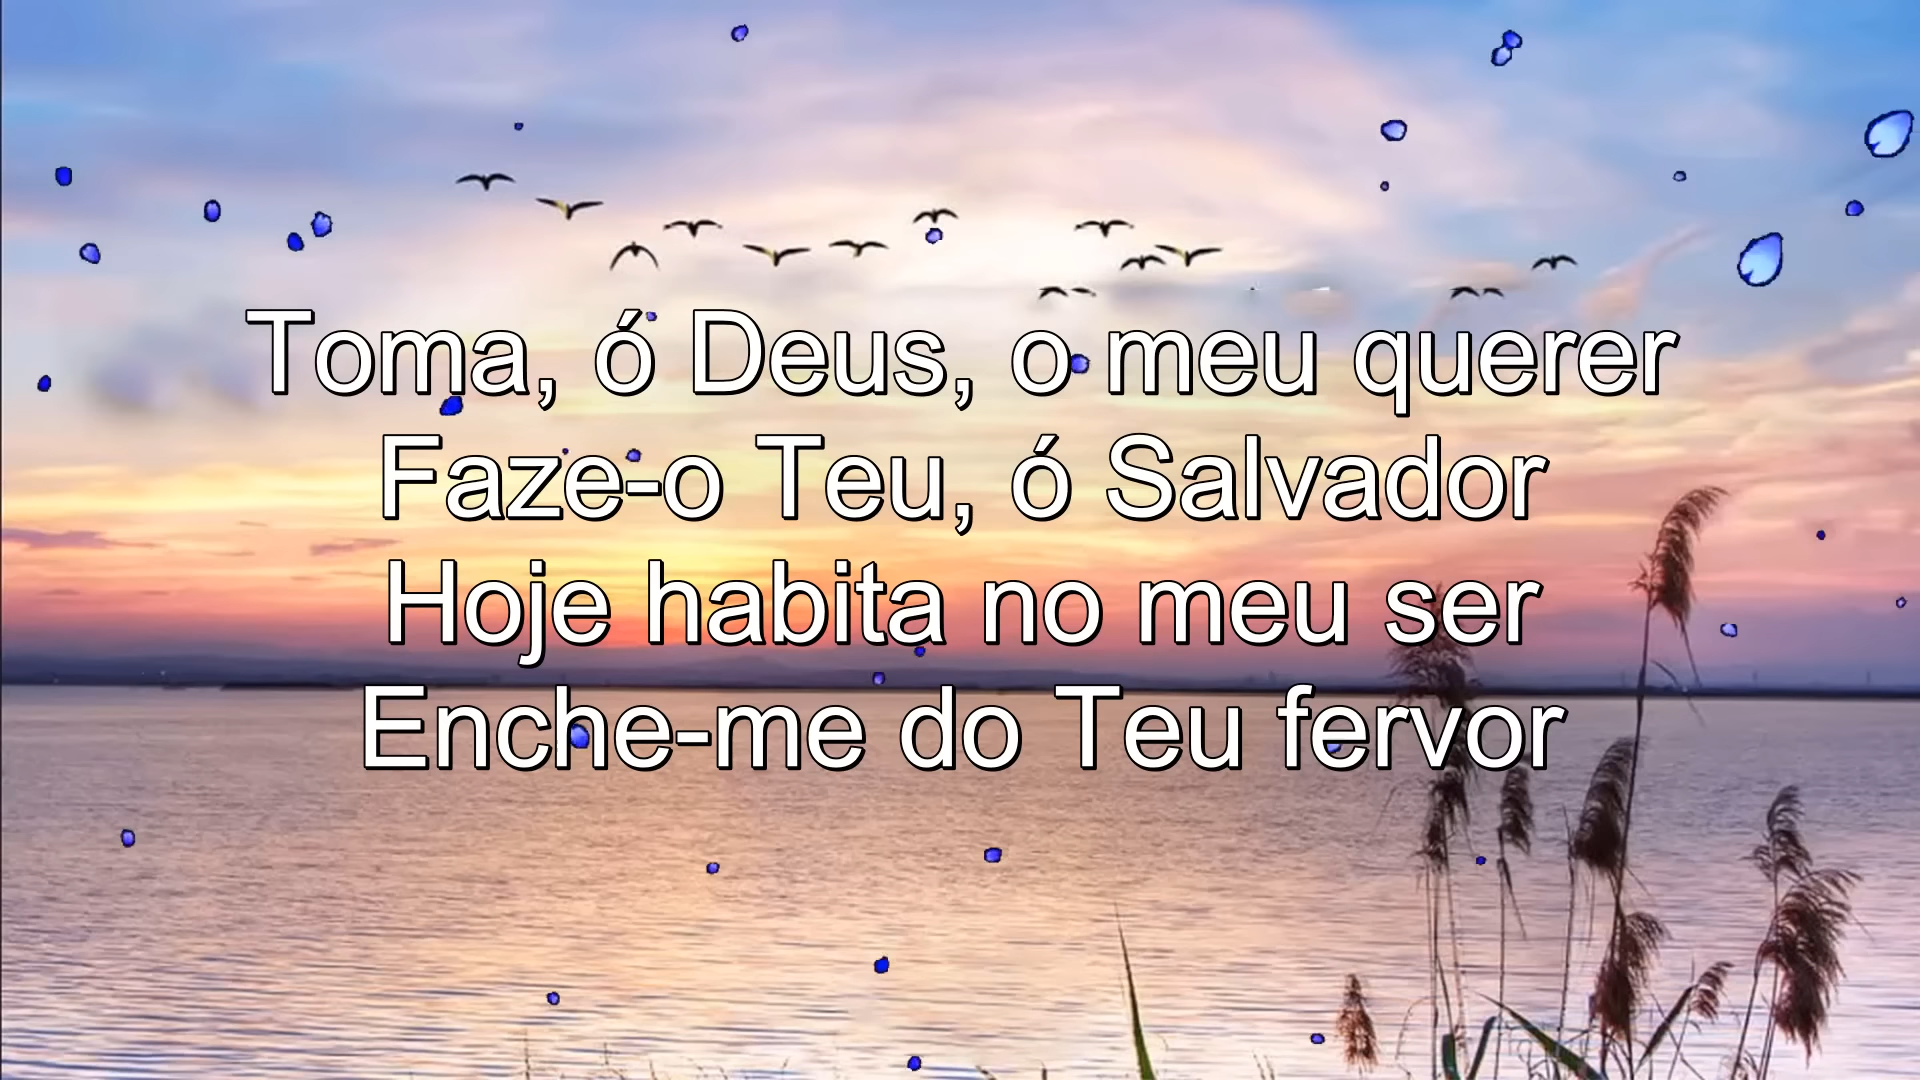 Toma, ó Deus, o meu querer
Faze-o Teu, ó Salvador
Hoje habita no meu ser
Enche-me do Teu fervor